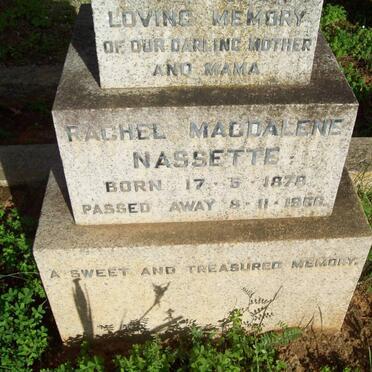 LOVING MEMORY
OF OUR DARLING MOTHER
AND MAMA
RACHEL MAGDALENE
NASSETTE
BORN 17-5-1878
PASSED AWAY 8-11-1968.
A SWEET AND TREASURED MEMORY.